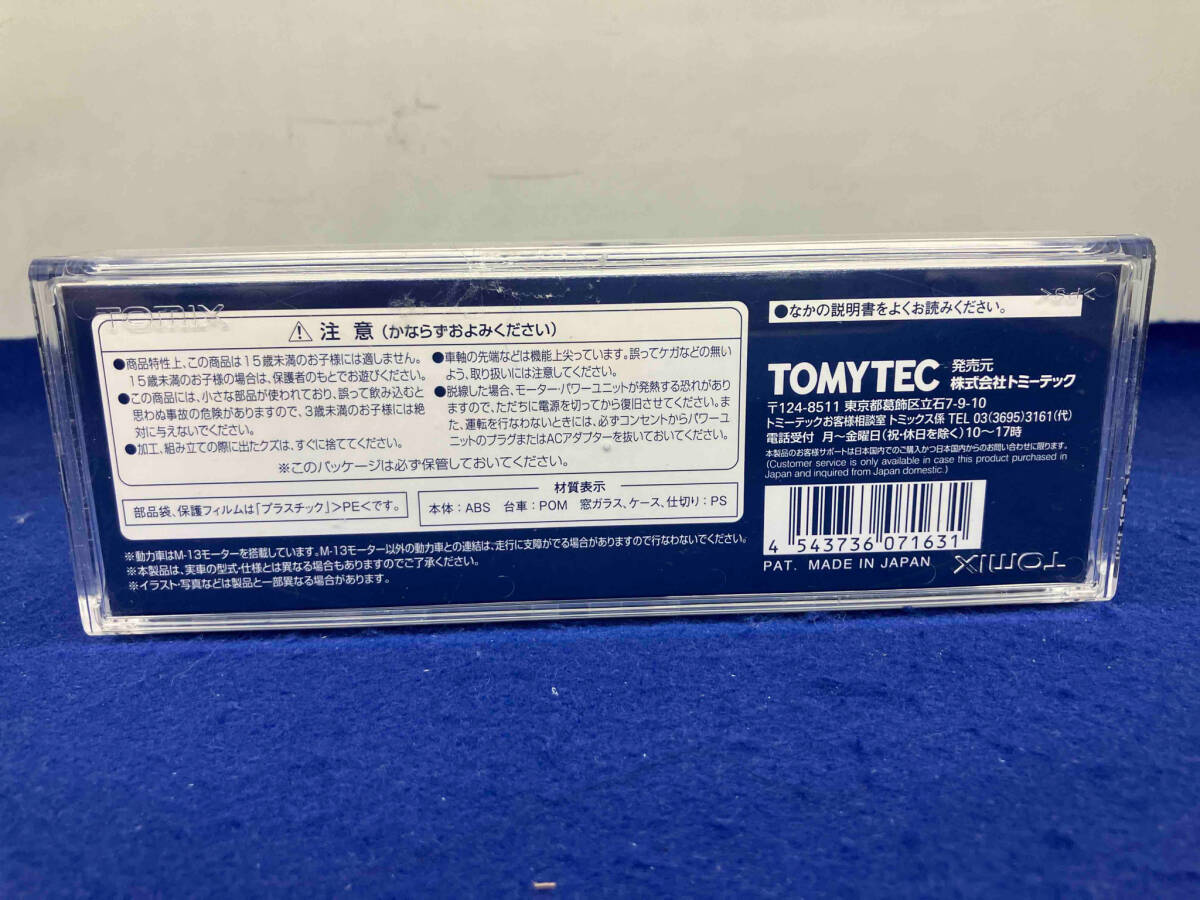 TOMIX
⚠ 注意(かならずおよみください)
●商品特性上、この商品は15歳未満のお子様には適しません。
15歳未満のお子様の場合は、保護者のもとでお遊びください。
●この商品には、小さな部品が使われており、誤って飲み込むと
思わぬ事故の危険がありますので、3歳未満のお子様には絶
対に与えないでください。
●加工、組み立ての際に出たクズは、すぐに捨ててください。
●車軸の先端などは機能上尖っています。誤ってケガなどの無い
よう、取り扱いには注意してください。
●脱線した場合、モーター・パワーユニットが発熱する恐れがあり
ますので、ただちに電源を切ってから復旧させてください。ま
た、運転を行なわないときには、必ずコンセントからパワーユ
ニットのプラグまたはACアダプターを抜いておいてください。
※このパッケージは必ず保管しておいてください。
部品袋、保護フィルムは「プラスチック」>PE<です。
材質表示
本体:ABS 台車:POM 窓ガラス、ケース、仕切り:PS
※動力車はM-13モーターを搭載しています。M-13モーター以外の動力車との連結は、走行に支障がでる場合がありますので行なわないでください。
※本製品は、実車の型式・仕様とは異なる場合もありますのでご了承ください。
※イラスト・写真などは製品と一部異なる場合があります。
●なかの説明書をよくお読みください。
>PS<
TOMYTEC 発売元
株式会社トミーテック
〒124-8511 東京都葛飾区立石7-9-10
トミーテックお客様相談室 トミックス係 TEL 03(3695)3161(代)
電話受付 月〜金曜日(祝・休日を除く)10〜17時
本製品のお客様サポートは日本国内でのご購入かつ日本国内からのお問い合わせに限ります。
(Customer service is only available in case this product purchased in
Japan and inquired from Japan domestic.)
4 543736 071631
PAT. MADE IN JAPAN
TOMIX